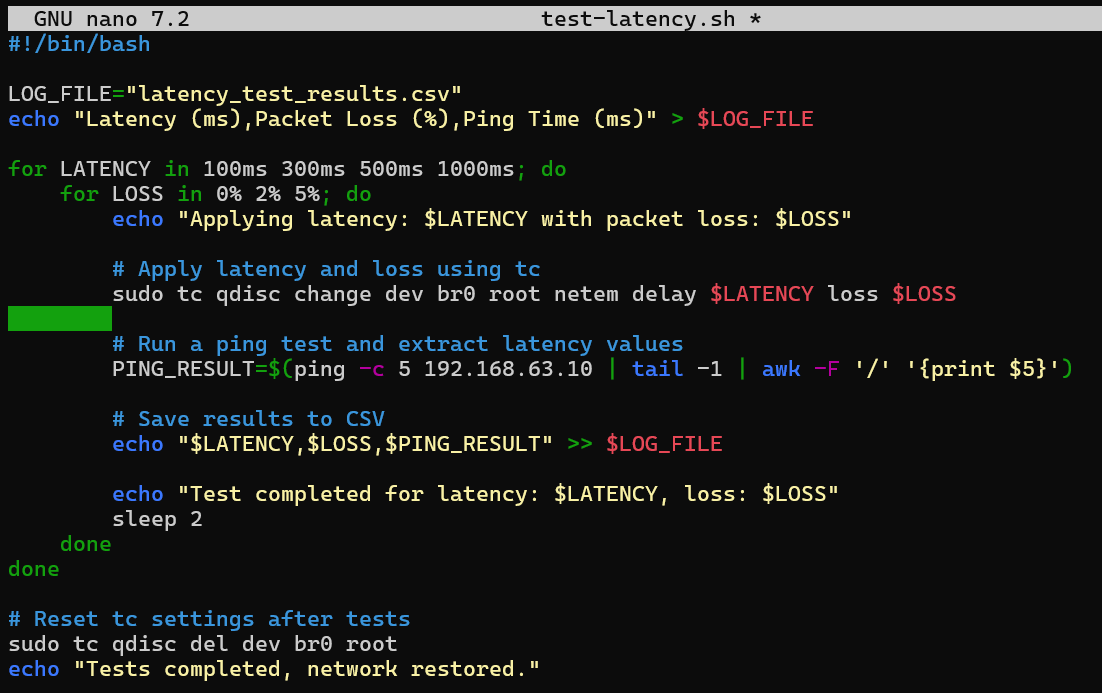 GNU nano 7.2 test-latency.sh *
#!/bin/bash
LOG_FILE="latency_test_results.csv"
echo "Latency (ms),Packet Loss (%),Ping Time (ms)" > $LOG_FILE
for LATENCY in 100ms 300ms 500ms 1000ms; do
    for LOSS in 0% 2% 5%; do
        echo "Applying latency: $LATENCY with packet loss: $LOSS"
        # Apply latency and loss using tc
        sudo tc qdisc change dev br0 root netem delay $LATENCY loss $LOSS
        # Run a ping test and extract latency values
        PING_RESULT=$(ping -c 5 192.168.63.10 | tail -1 | awk -F '/' '{print $5}')
        # Save results to CSV
        echo "$LATENCY,$LOSS,$PING_RESULT" >> $LOG_FILE
        echo "Test completed for latency: $LATENCY, loss: $LOSS"
        sleep 2
    done
done
# Reset tc settings after tests
sudo tc qdisc del dev br0 root
echo "Tests completed, network restored."